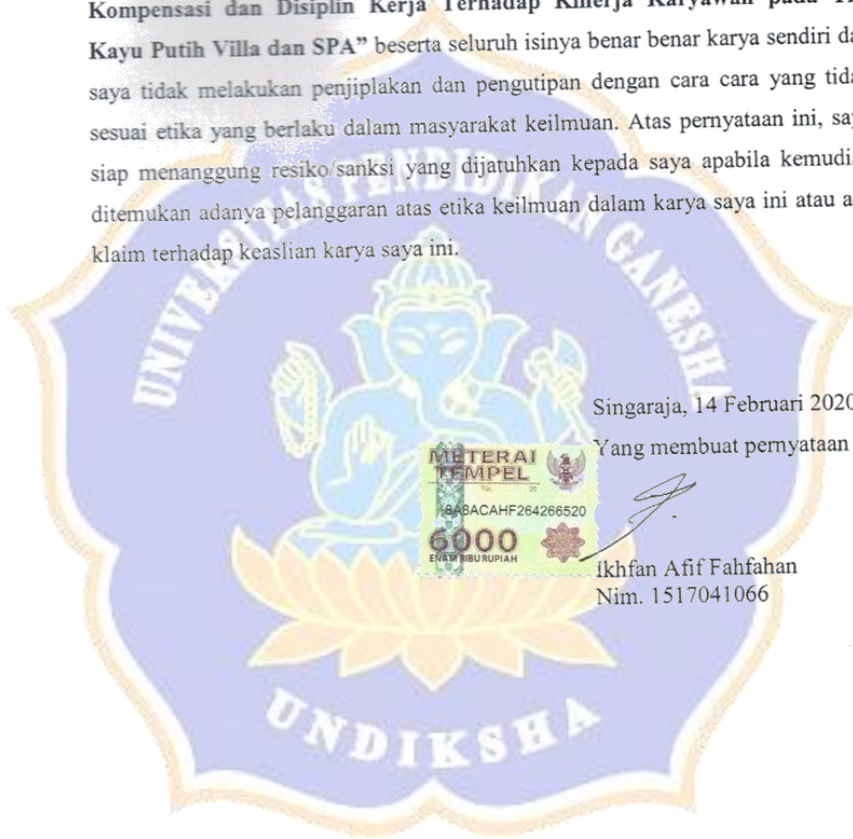 Kompensasi dan Disiplin Kerja Terhadap Kinerja Karyawan pada
Kayu Putih Villa dan SPA” beserta seluruh isinya benar benar karya sendiri
saya tidak melakukan penjiplakan dan pengutipan dengan cara cara yang
sesuai etika yang berlaku dalam masyarakat keilmuan. Atas pernyataan ini,
siap menanggung resiko/sanksi yang dijatuhkan kepada saya apabila
ditemukan adanya pelanggaran atas etika keilmuan dalam karya saya ini atau
klaim terhadap keaslian karya saya ini.
UNIVERSITAS PENDIDIKAN GANESHA
Singaraja, 14 Februari 2020
Yang membuat pernyataan
METERAI
TEMPEL
TGL. 20
6000
ENAM RIBU RUPIAH
Ikhfan Afif Fahfahan
Nim. 1517041066
UNDIKSHA